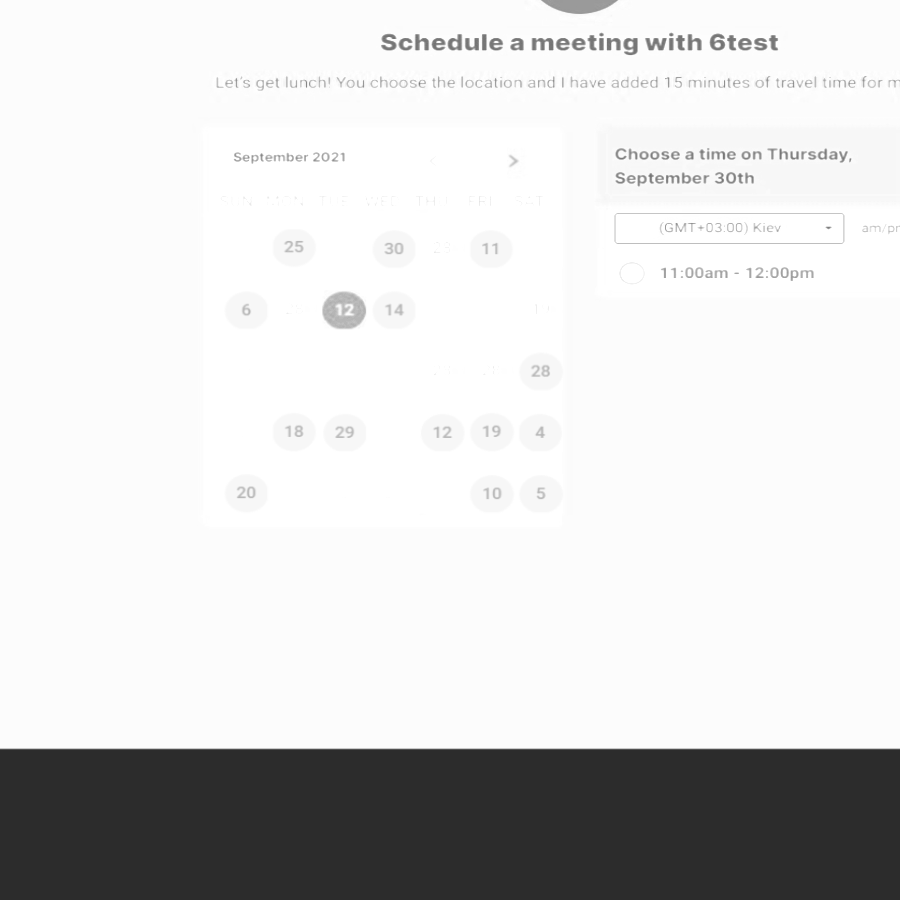 Schedule a meeting with 6test
Let's get lunch! You choose the location and I have added 15 minutes of travel time for
September 2021
SUN MON TUE WED THU FRI SAT
25 30 11
6 12 14
28
18 29 12 19 4
20 10 5
Choose a time on Thursday,
September 30th
(GMT+03:00) Kiev
11:00am - 12:00pm